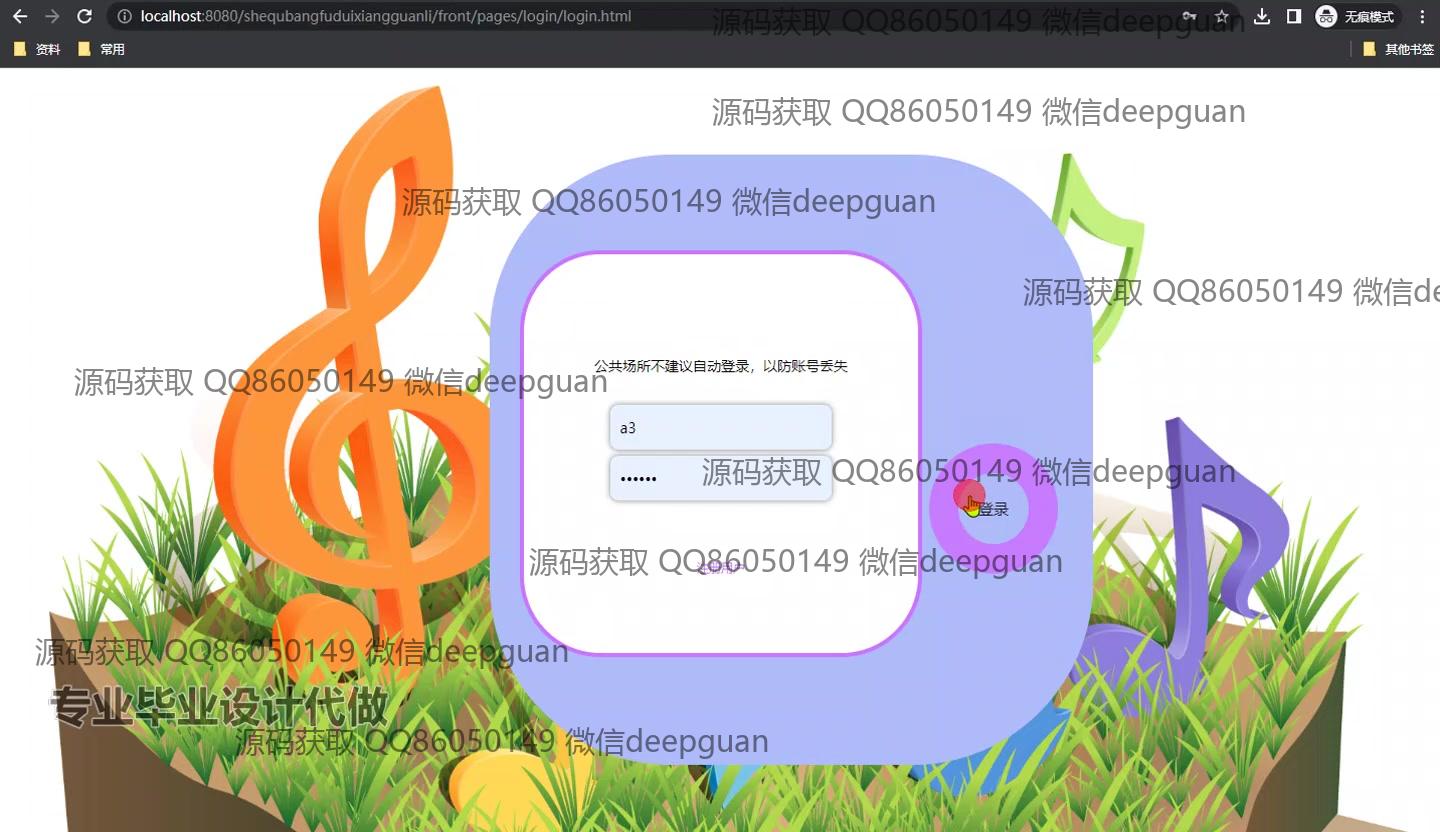 localhost:8080/shequbangfuduixiangguanli/front/pages/login/login.html
无痕模式
资料
常用
其他书签
源码获取 QQ86050149 微信deepguan
源码获取 QQ86050149 微信deepguan
源码获取 QQ86050149 微信deepguan
源码获取 QQ86050149 微信de
公共场所不建议自动登录，以防账号丢失
源码获取 QQ86050149 微信deepguan
a3
源码获取 QQ86050149 微信deepguan
••••••
登录
源码获取 QQ86050149 微信deepguan
注册用户
源码获取 QQ86050149 微信deepguan
专业毕业设计代做
源码获取 QQ86050149 微信deepguan